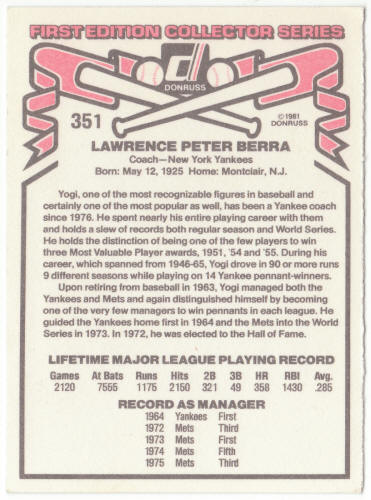 FIRST EDITION COLLECTOR SERIES
DONRUSS
351
©1981
DONRUSS
LAWRENCE PETER BERRA
Coach—New York Yankees
Born: May 12, 1925 Home: Montclair, N.J.
Yogi, one of the most recognizable figures in baseball and
certainly one of the most popular as well, has been a Yankee coach
since 1976. He spent nearly his entire playing career with them
and holds a slew of records both regular season and World Series.
He holds the distinction of being one of the few players to win
three Most Valuable Player awards, 1951, '54 and '55. During his
career, which spanned from 1946-65, Yogi drove in 90 or more runs
9 different seasons while playing on 14 Yankee pennant-winners.
Upon retiring from baseball in 1963, Yogi managed both the
Yankees and Mets and again distinguished himself by becoming
one of the very few managers to win pennants in each league. He
guided the Yankees home first in 1964 and the Mets into the World
Series in 1973. In 1972, he was elected to the Hall of Fame.
LIFETIME MAJOR LEAGUE PLAYING RECORD
Games At Bats Runs Hits 2B 3B HR RBI Avg.
2120 7555 1175 2150 321 49 358 1430 .285
RECORD AS MANAGER
1964 Yankees First
1972 Mets Third
1973 Mets First
1974 Mets Fifth
1975 Mets Third